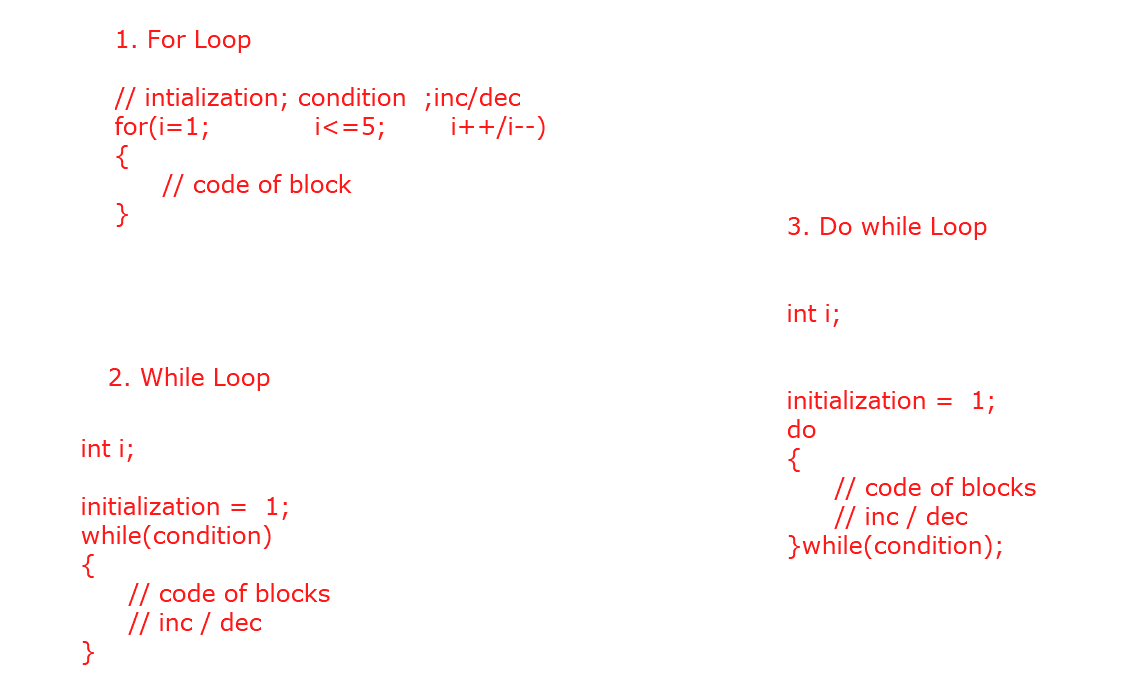 1. For Loop
// intialization; condition  ;inc/dec
for(i=1;             i<=5;        i++/i--)
{
      // code of block
}
2. While Loop
int i;
initialization =  1;
while(condition)
{
      // code of blocks
      // inc / dec
}
3. Do while Loop
int i;
initialization =  1;
do
{
      // code of blocks
      // inc / dec
}while(condition);